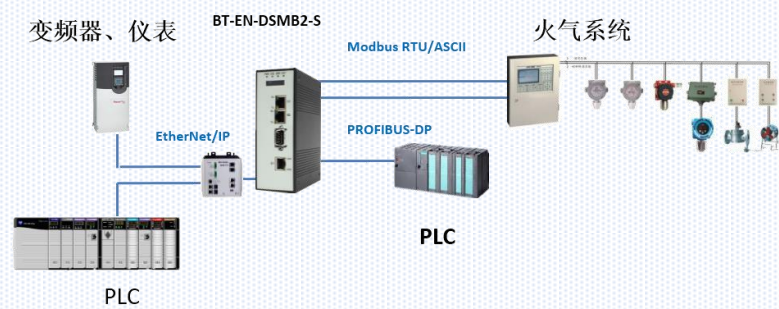 变频器、仪表
BT-EN-DSMB2-S
火气系统
Modbus RTU/ASCII
EtherNet/IP
PROFIBUS-DP
PLC
PLC